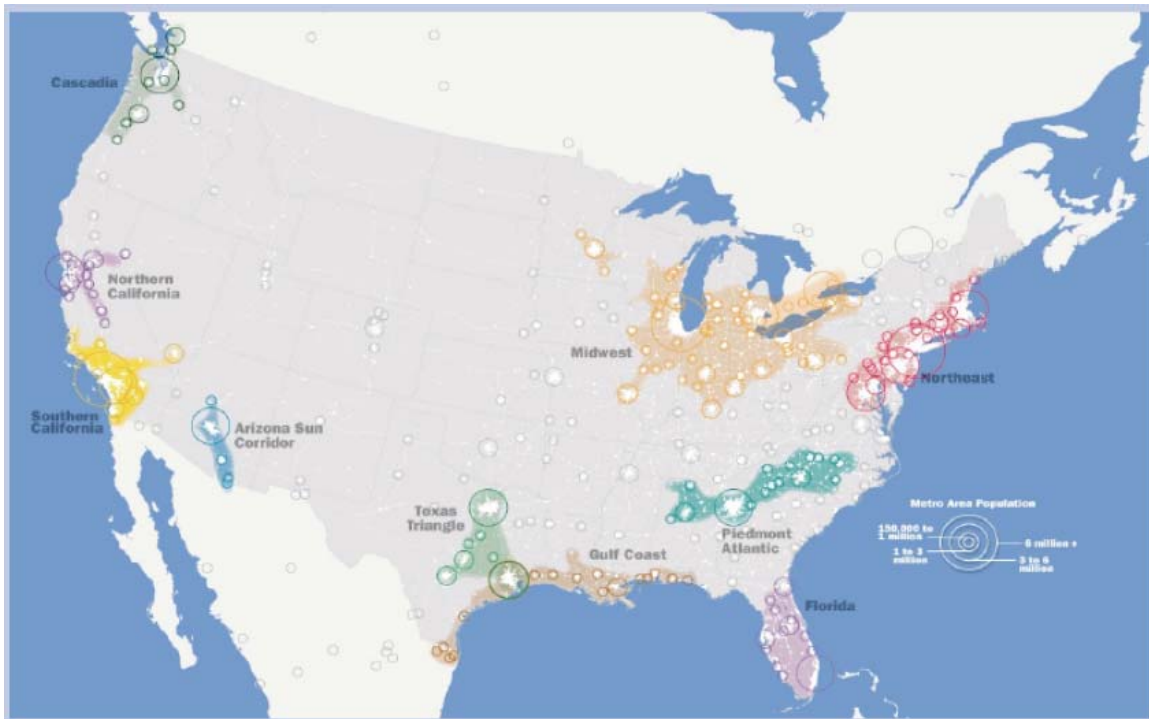 Cascadia
Northern
California
Southern
California
Arizona Sun
Corridor
Midwest
Northeast
Texas
Triangle
Gulf Coast
Piedmont
Atlantic
Florida
Metro Area Population
150,000 to
1 million
1 to 3
million
3 to 6
million
6 million +